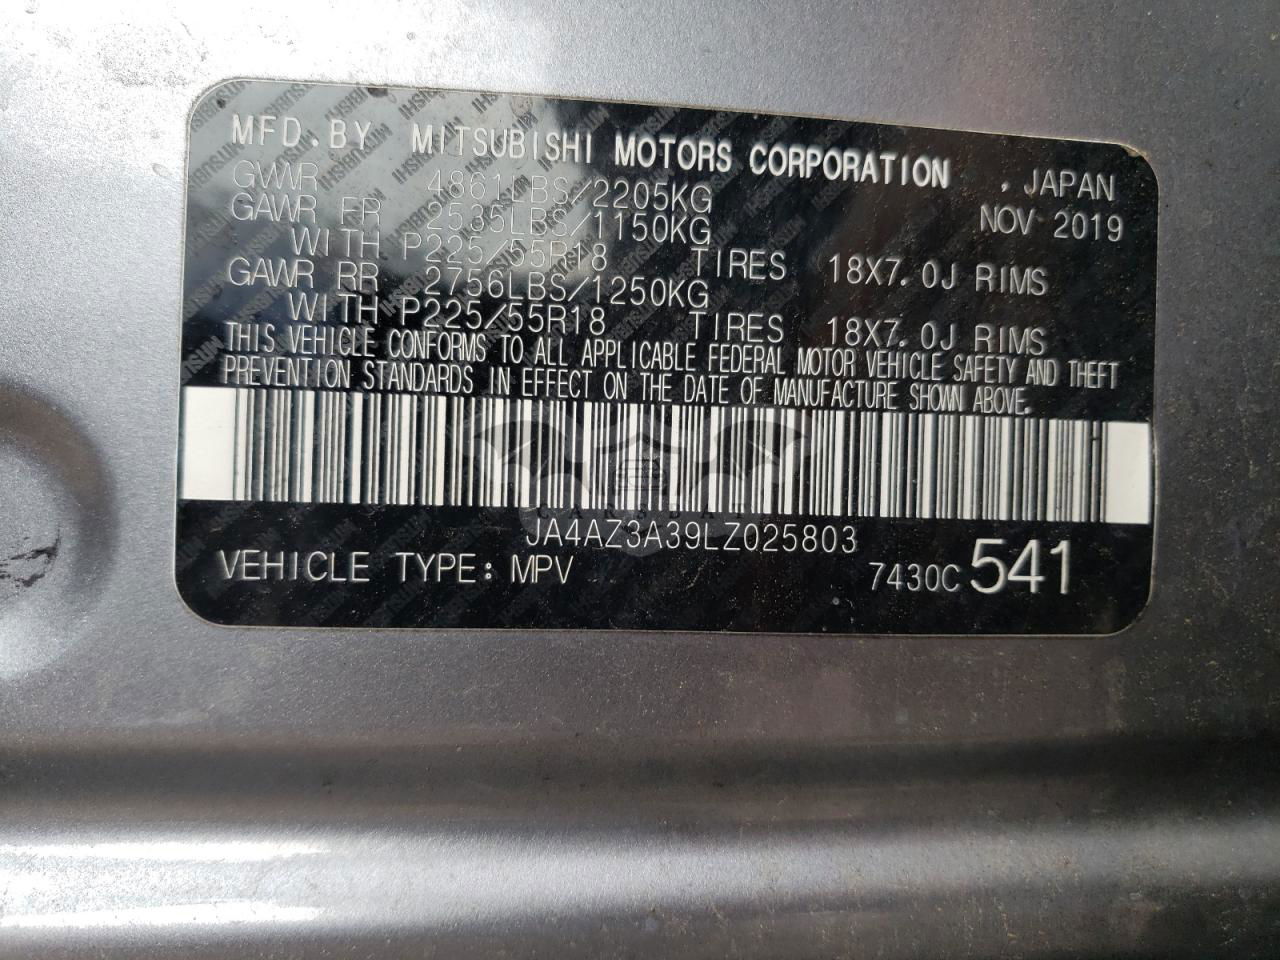 MFD.BY MITSUBISHI MOTORS CORPORATION , JAPAN
GVWR 4861LBS/2205KG NOV 2019
GAWR FR 2535LBS/1150KG
WITH P225/55R18 TIRES 18X7.0J RIMS
GAWR RR 2756LBS/1250KG
WITH P225/55R18 TIRES 18X7.0J RIMS
THIS VEHICLE CONFORMS TO ALL APPLICABLE FEDERAL MOTOR VEHICLE SAFETY AND THEFT
PREVENTION STANDARDS IN EFFECT ON THE DATE OF MANUFACTURE SHOWN ABOVE.
JA4AZ3A39LZ025803
VEHICLE TYPE: MPV 7430C 541